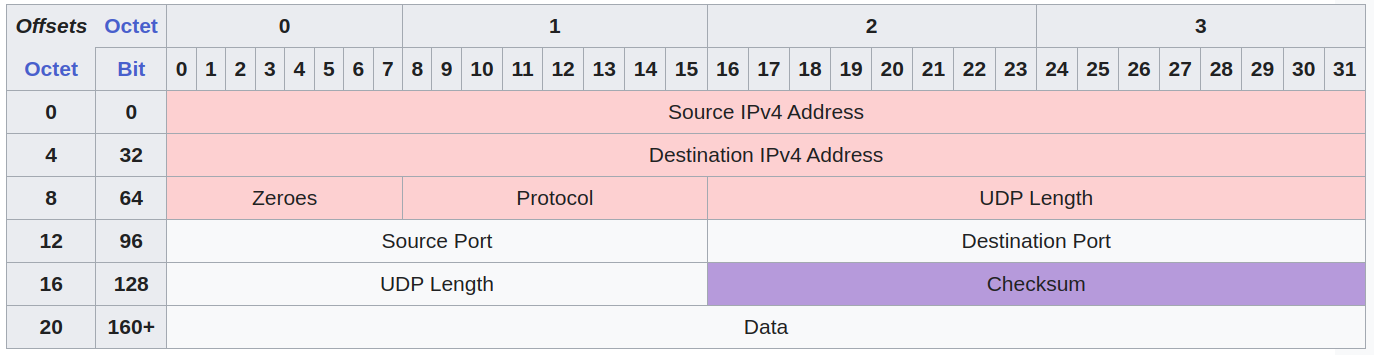 Offsets Octet 0 1 2 3
Octet Bit 0 1 2 3 4 5 6 7 8 9 10 11 12 13 14 15 16 17 18 19 20 21 22 23 24 25 26 27 28 29 30 31
0 0 Source IPv4 Address
4 32 Destination IPv4 Address
8 64 Zeroes Protocol UDP Length
12 96 Source Port Destination Port
16 128 UDP Length Checksum
20 160+ Data